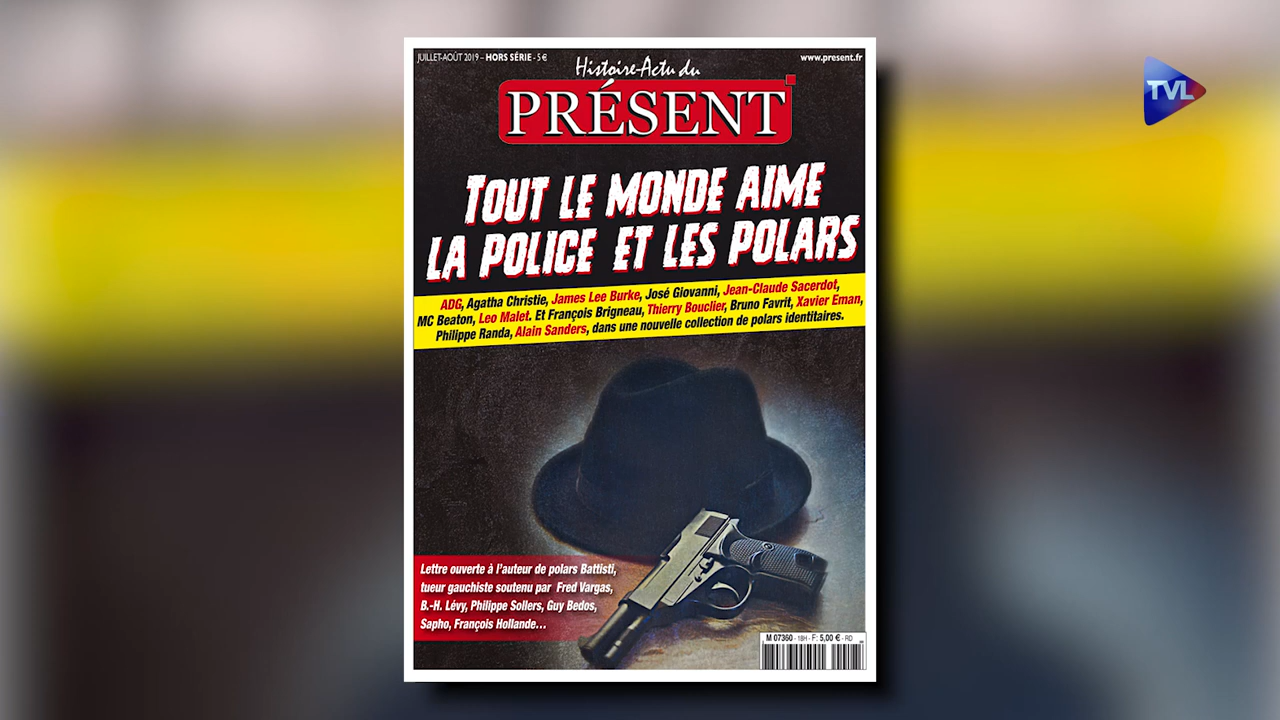 JUILLET-AOÛT 2019 – HORS SÉRIE - 5 €
www.present.fr
Histoire-Actu du
PRÉSENT
TVL
TOUT LE MONDE AIME
LA POLICE ET LES POLARS
ADG, Agatha Christie, James Lee Burke, José Giovanni, Jean-Claude Sacerdot,
MC Beaton, Leo Malet. Et François Brigneau, Thierry Bouclier, Bruno Favrit, Xavier Eman,
Philippe Randa, Alain Sanders, dans une nouvelle collection de polars identitaires.
Lettre ouverte à l'auteur de polars Battisti,
tueur gauchiste soutenu par Fred Vargas,
B.-H. Lévy, Philippe Sollers, Guy Bedos,
Sapho, François Hollande...
M 07360 - 18H - F: 5,00 € - RD